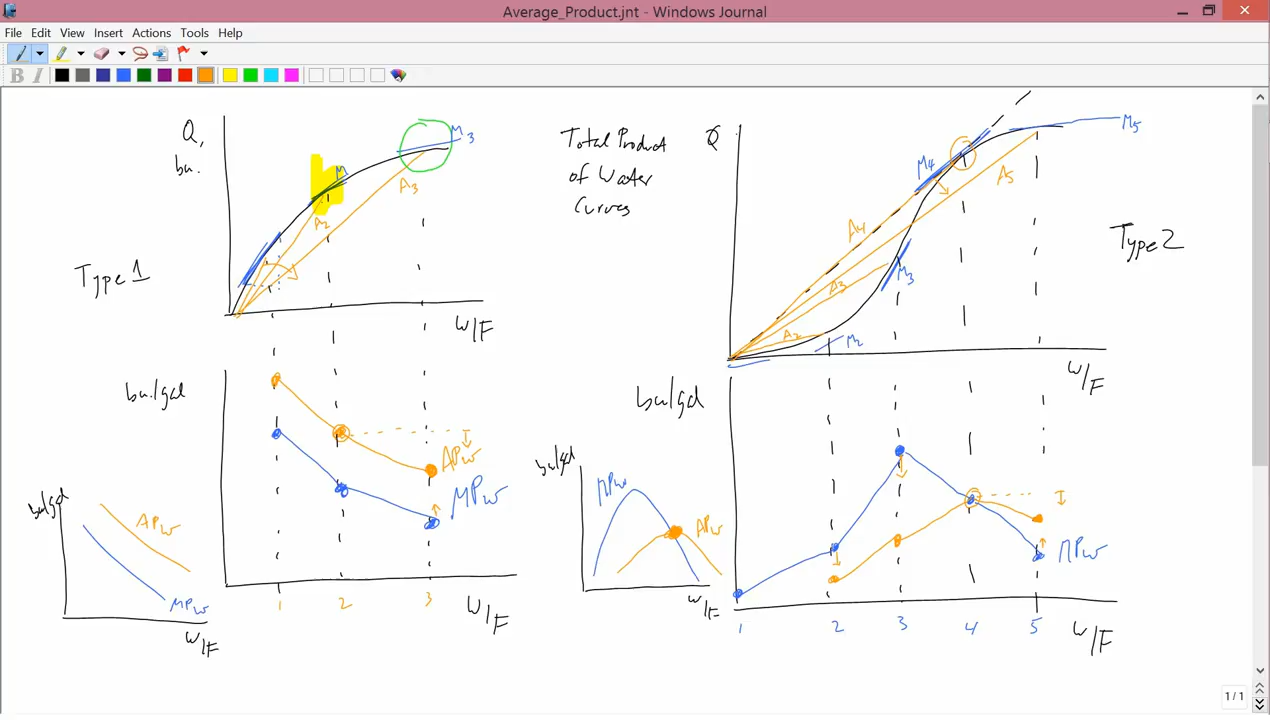 Average_Product.jnt - Windows Journal
File Edit View Insert Actions Tools Help
B I
Q,
bu.
M
M3
A2
A3
Type 1
W/F
Total Product
of Water
Curves
Q
M5
M4
A5
A4
Type 2
M3
A3
A2
M2
W/F
bu/gal
APw
MPw
1 2 3
W/F
bu/gal
APw
MPw
W/F
bu/gal
MPw
1 2 3 4 5
W/F
bu/gal
MPw
APw
W/F
1 / 1